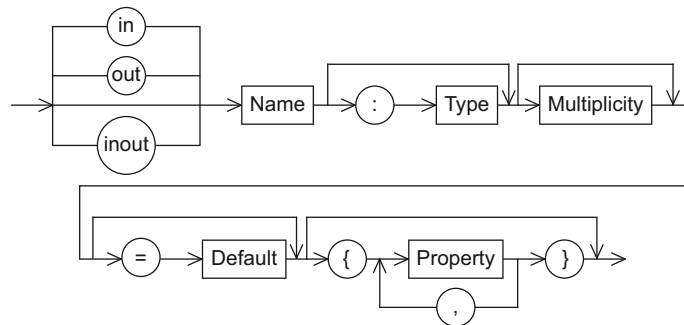 in
out
inout
Name : Type Multiplicity
= Default { Property }
,